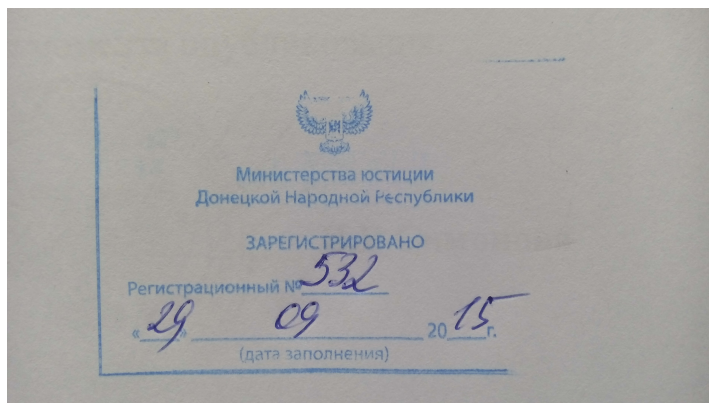 Министерства юстиции
Донецкой Народной Республики
ЗАРЕГИСТРИРОВАНО
Регистрационный № 532
«29» 09 2015 г.
(дата заполнения)